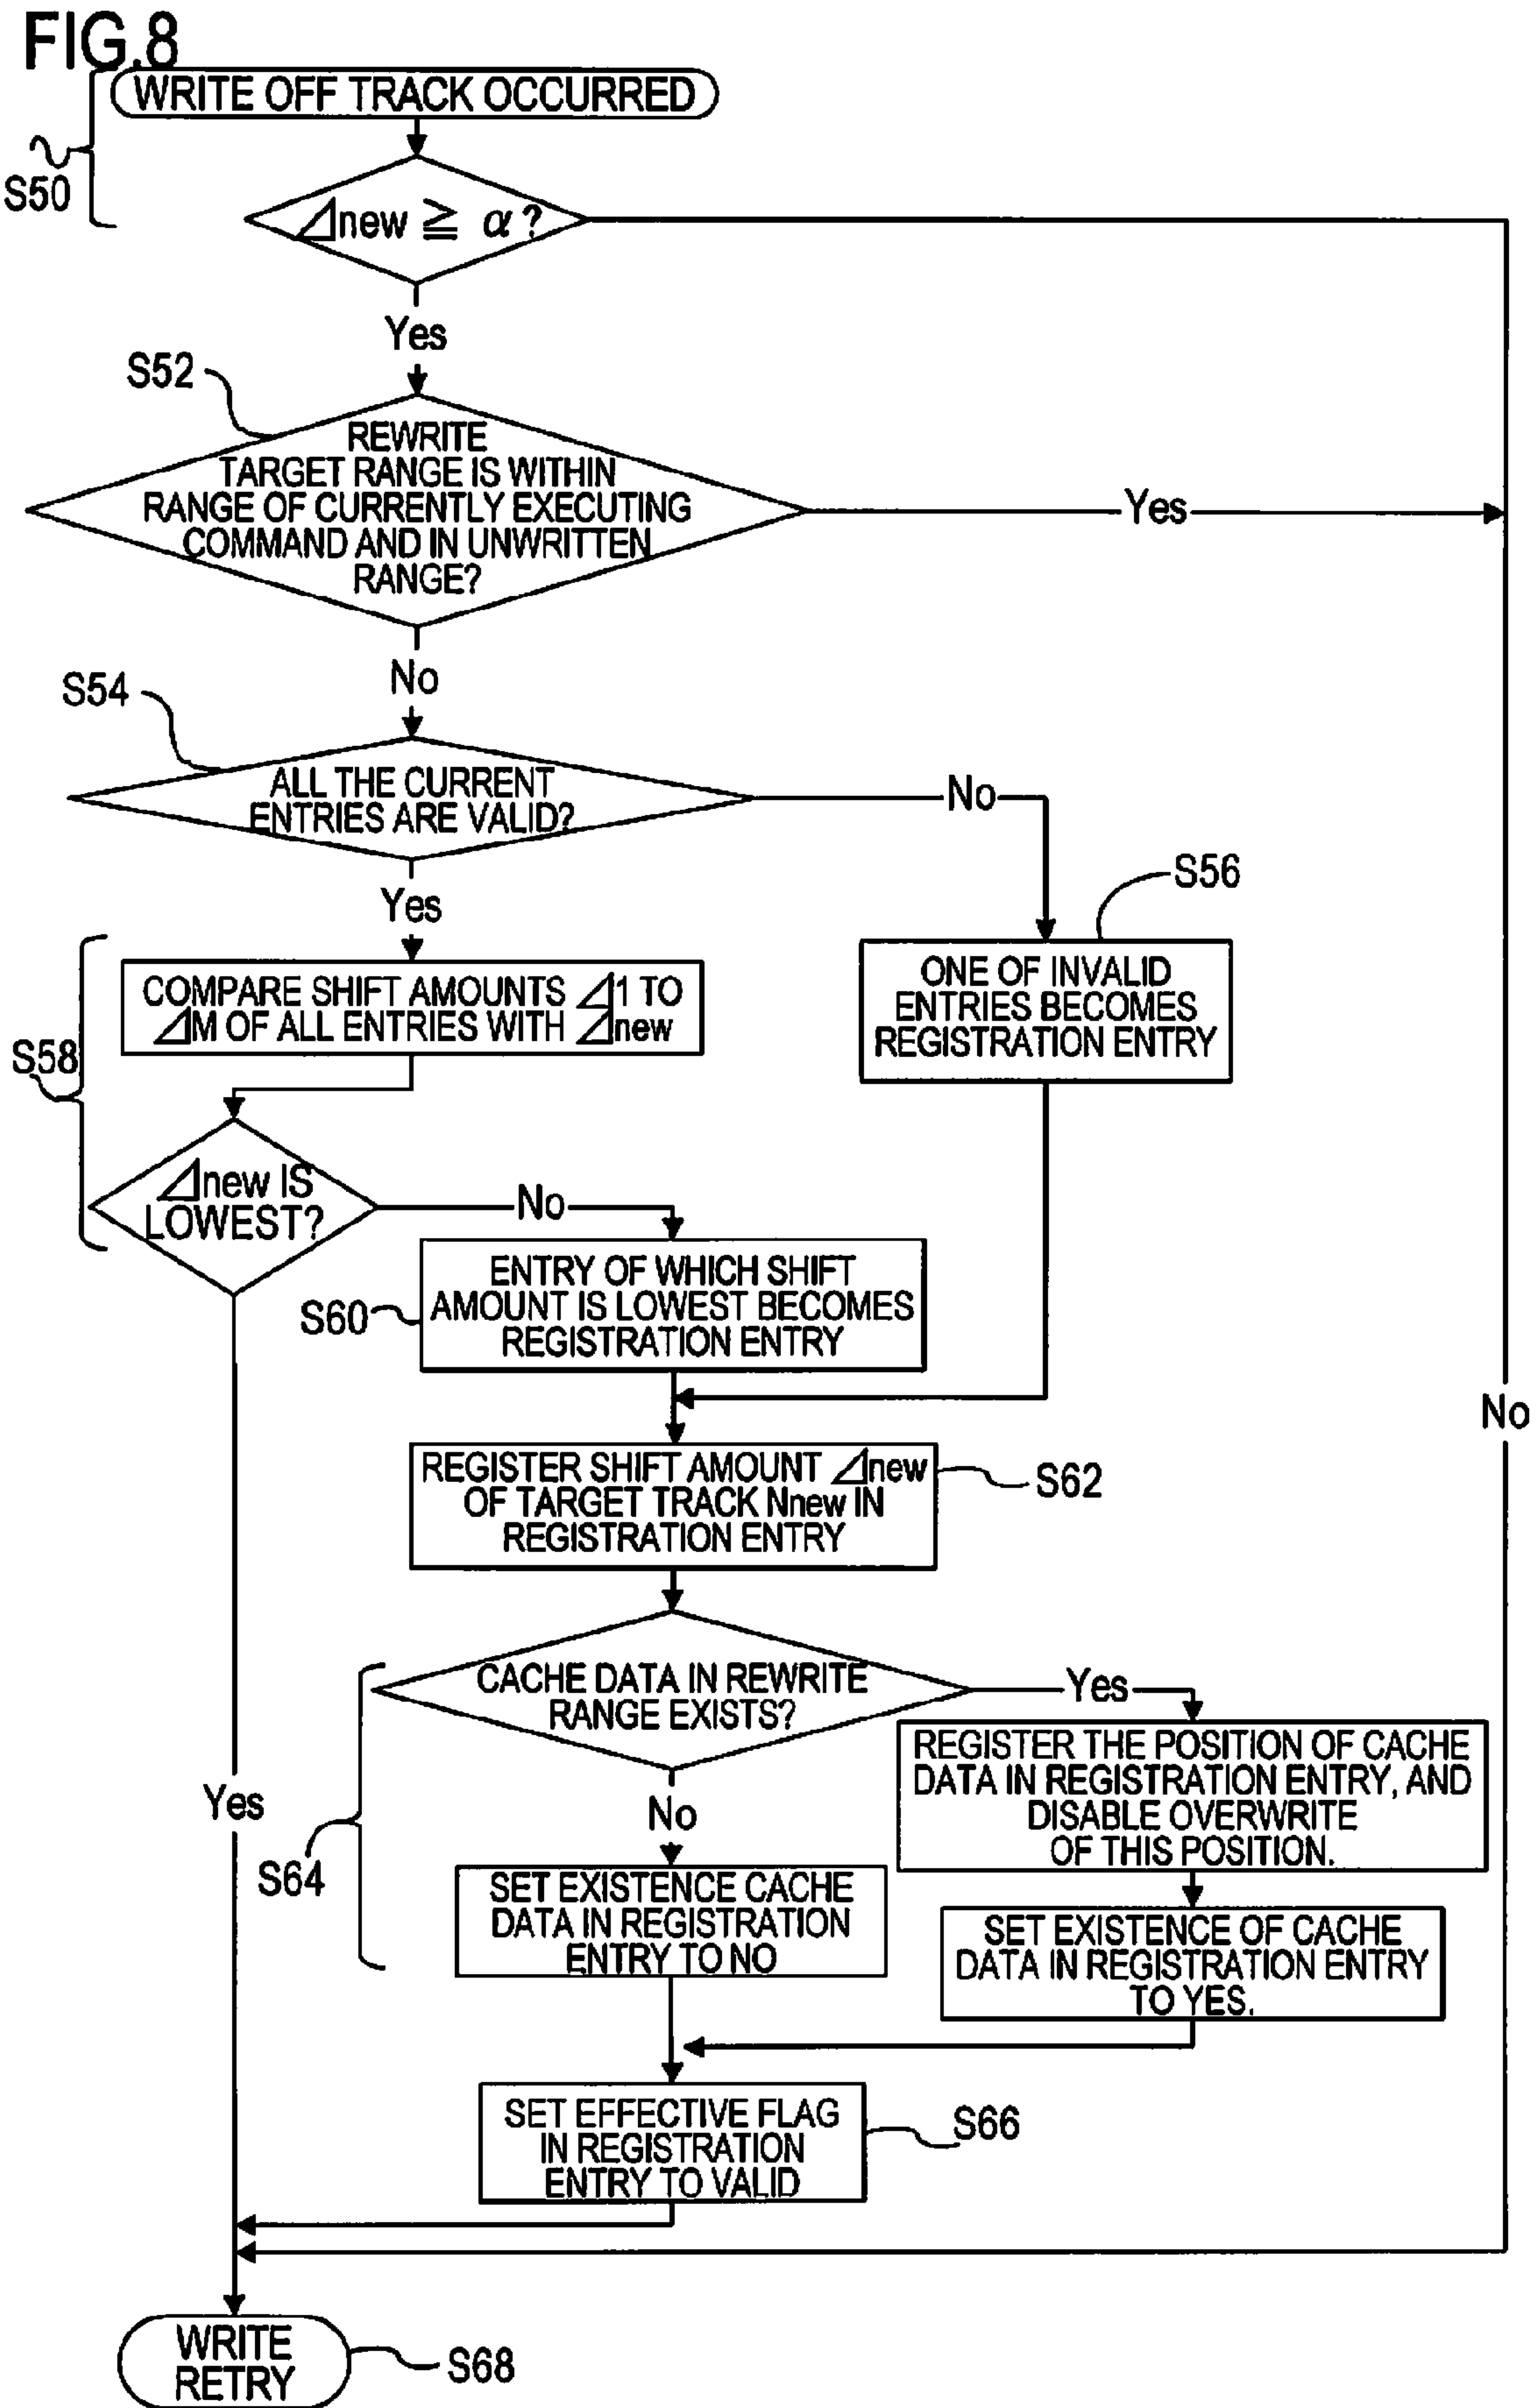 FIG.8
WRITE OFF TRACK OCCURRED
S50
⊿new ≧ α?
Yes
S52
REWRITE
TARGET RANGE IS WITHIN
RANGE OF CURRENTLY EXECUTING
COMMAND AND IN UNWRITTEN
RANGE?
Yes
No
S54
ALL THE CURRENT
ENTRIES ARE VALID?
No
Yes
S56
ONE OF INVALID
ENTRIES BECOMES
REGISTRATION ENTRY
S58
COMPARE SHIFT AMOUNTS ⊿1 TO
⊿M OF ALL ENTRIES WITH ⊿new
⊿new IS
LOWEST?
No
S60
ENTRY OF WHICH SHIFT
AMOUNT IS LOWEST BECOMES
REGISTRATION ENTRY
No
REGISTER SHIFT AMOUNT ⊿new
OF TARGET TRACK Nnew IN
REGISTRATION ENTRY
S62
CACHE DATA IN REWRITE
RANGE EXISTS?
Yes
REGISTER THE POSITION OF CACHE
DATA IN REGISTRATION ENTRY, AND
DISABLE OVERWRITE
OF THIS POSITION.
Yes
No
S64
SET EXISTENCE CACHE
DATA IN REGISTRATION
ENTRY TO NO
SET EXISTENCE OF CACHE
DATA IN REGISTRATION ENTRY
TO YES.
SET EFFECTIVE FLAG
IN REGISTRATION
ENTRY TO VALID
S66
WRITE
RETRY
S68